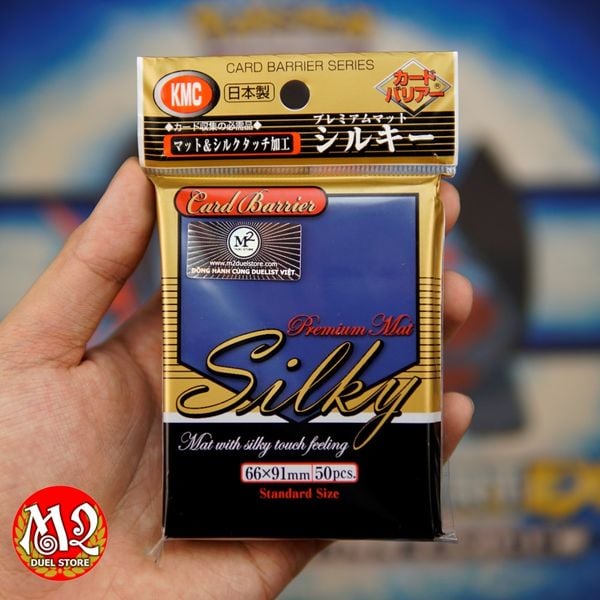 CARD BARRIER SERIES
KMC
日本製
カード
バリアー®
◆カード収集の必需品◆
プレミアムマット
マット&シルクタッチ加工
シルキー
Card Barrier
M2
DUEL STORE
www.m2duelstore.com
ĐỒNG HÀNH CÙNG DUELIST VIỆT
Premium Mat
Silky
Mat with silky touch feeling
66×91mm 50pcs.
Standard Size
M2
DUEL STORE